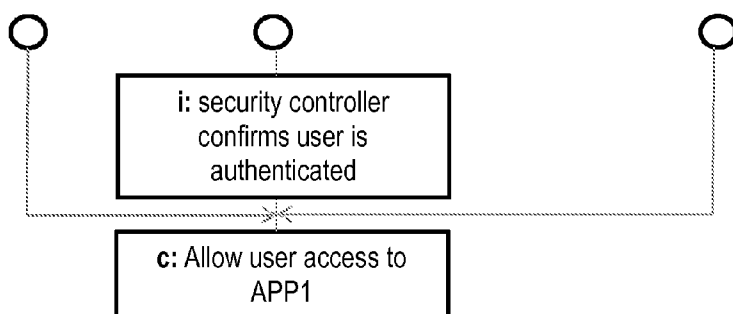 i: security controller
confirms user is
authenticated
c: Allow user access to
APP1